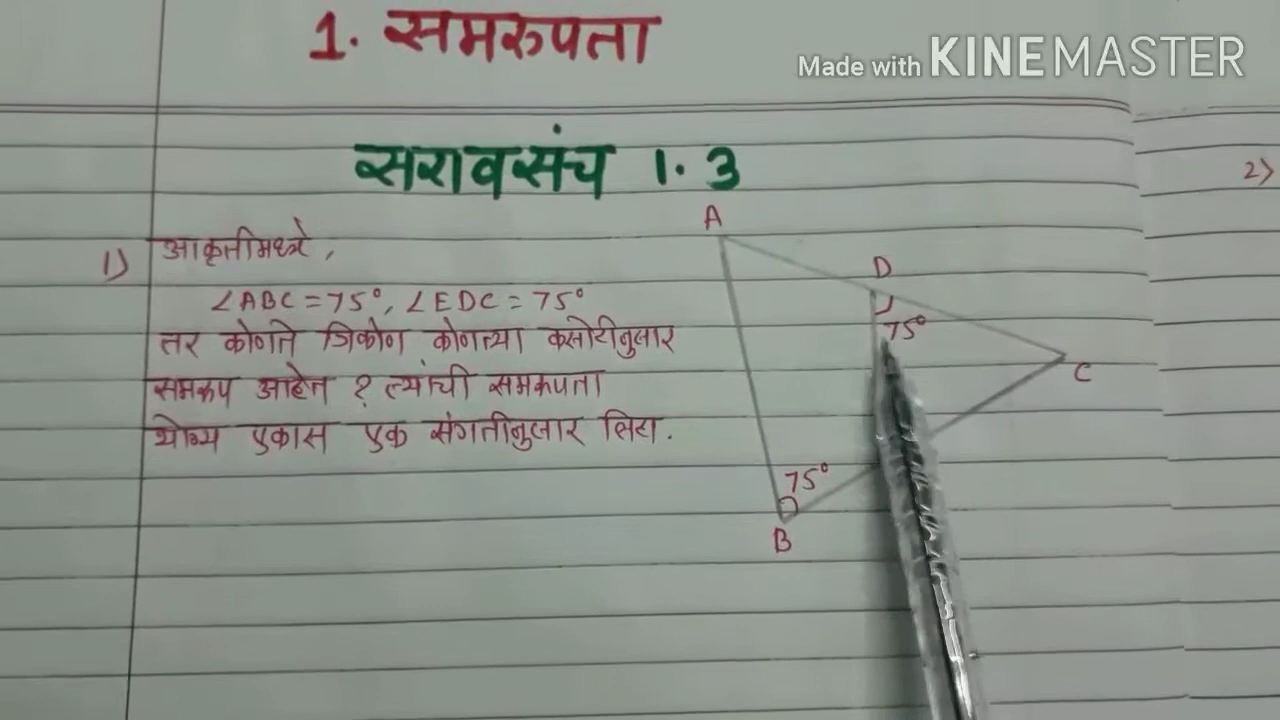 1. समरुपता
Made with KINEMASTER
सरावसंच 1.3
2)
1) आकृतीमध्ये,
∠ABC = 75°, ∠EDC = 75°
तर कोणते त्रिकोण कोणत्या कसोटीनुसार
समरूप आहेत ? त्यांची समरूपता
योग्य एकास एक संगतीनुसार लिहा.
A
D
75°
C
75°
B